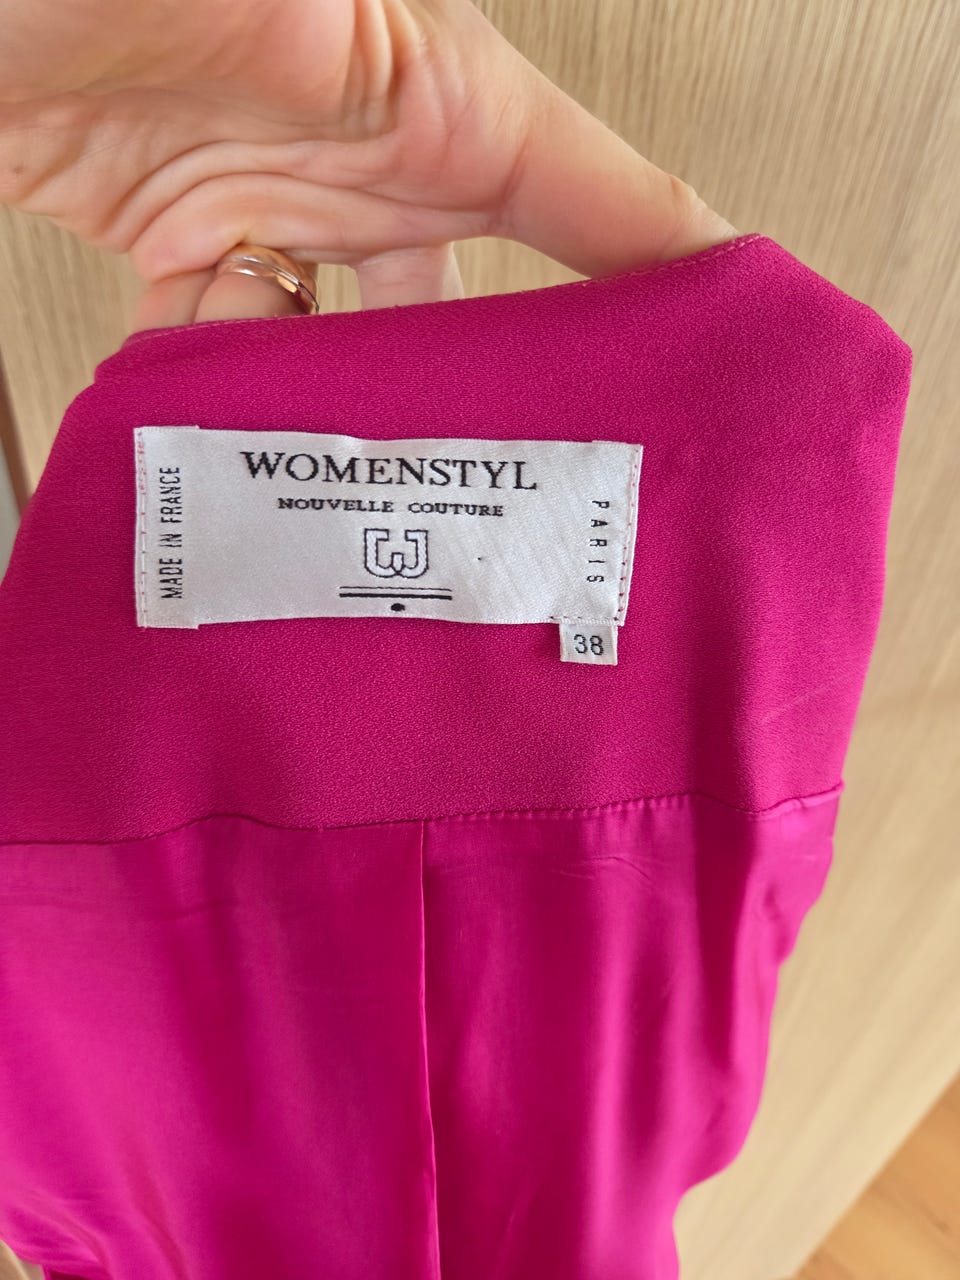 MADE IN FRANCE
WOMENSTYL
NOUVELLE COUTURE
W
PARIS
38